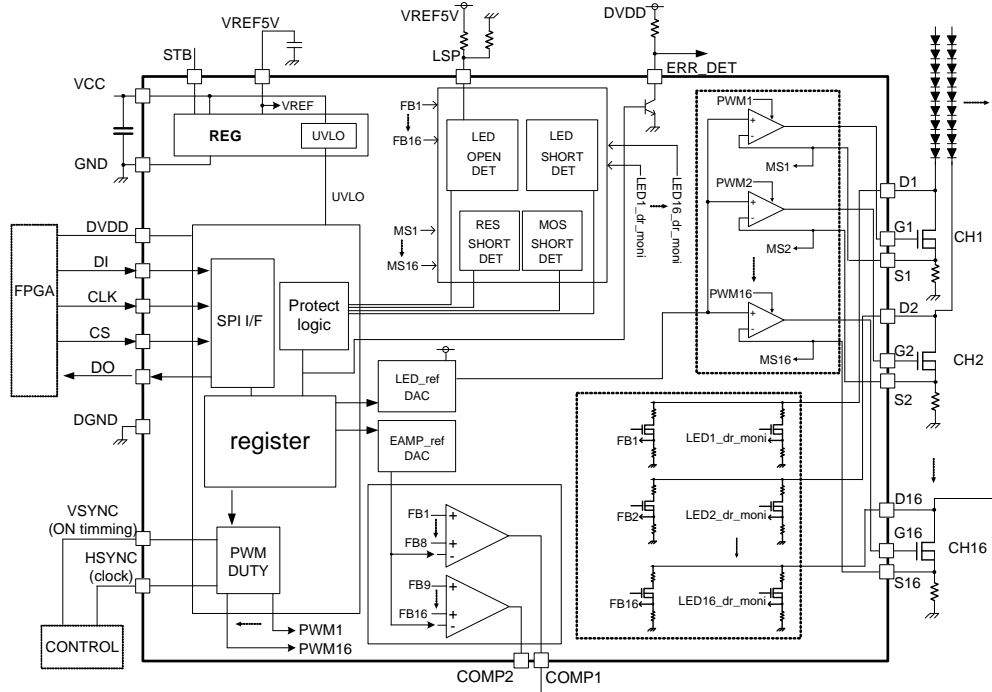 VREF5V
STB
VREF5V
LSP
DVDD
ERR_DET
VCC
GND
VREF
REG
UVLO
UVLO
FB1
FB16
LED
OPEN
DET
LED
SHORT
DET
RES
SHORT
DET
MOS
SHORT
DET
MS1
MS16
LED1_dr_moni
LED16_dr_moni
PWM1
+
-
MS1
PWM2
+
-
MS2
PWM16
+
-
MS16
D1
G1
S1
CH1
D2
G2
S2
CH2
D16
G16
S16
CH16
FPGA
DVDD
DI
CLK
CS
DO
DGND
SPI I/F
Protect
logic
register
LED_ref
DAC
EAMP_ref
DAC
FB1
LED1_dr_moni
FB2
LED2_dr_moni
FB16
LED16_dr_moni
VSYNC
(ON timming)
HSYNC
(clock)
CONTROL
PWM
DUTY
PWM1
PWM16
FB1
+
FB8
+
-
FB9
+
FB16
+
-
COMP2
COMP1